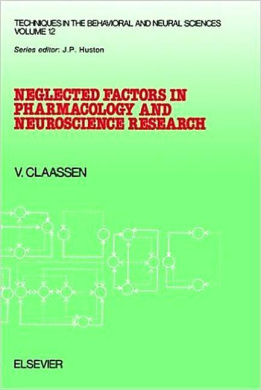 TECHNIQUES IN THE BEHAVIORAL AND NEURAL SCIENCES
VOLUME 12
Series editor: J.P. Huston
NEGLECTED FACTORS IN
PHARMACOLOGY AND
NEUROSCIENCE RESEARCH
V. CLAASSEN
ELSEVIER